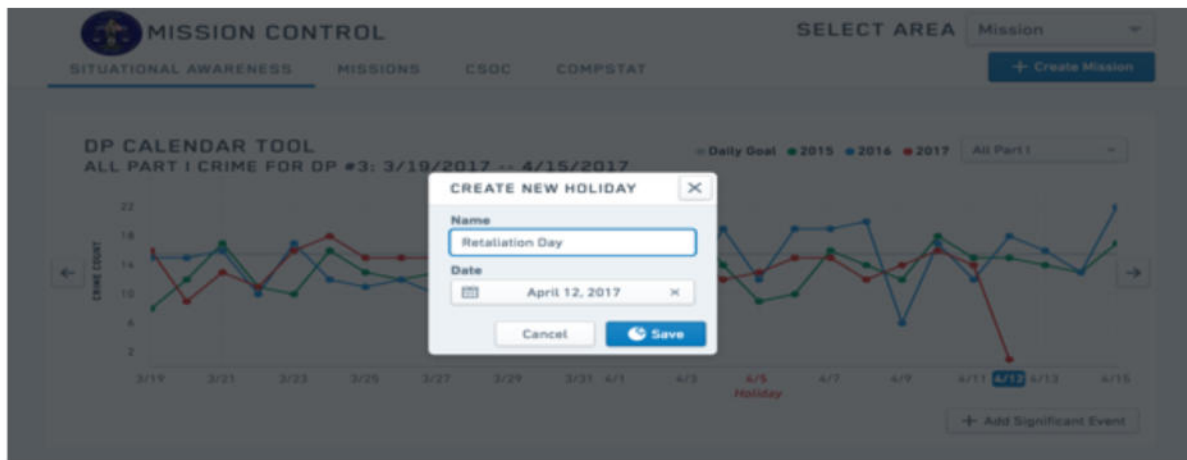 MISSION CONTROL
SELECT AREA Mission
SITUATIONAL AWARENESS MISSIONS CSOC COMPSTAT
+ Create Mission
DP CALENDAR TOOL
ALL PART I CRIME FOR DP #3: 3/19/2017 -- 4/15/2017
Daily Goal 2015 2016 2017 All Part I
CREATE NEW HOLIDAY
Name
Retaliation Day
Date
April 12, 2017
Cancel Save
CRIME COUNT
22
18
14
10
6
2
3/19 3/21 3/23 3/25 3/27 3/29 3/31 4/1 4/3 4/5 4/7 4/9 4/11 4/12 4/13 4/15
Holiday
+ Add Significant Event